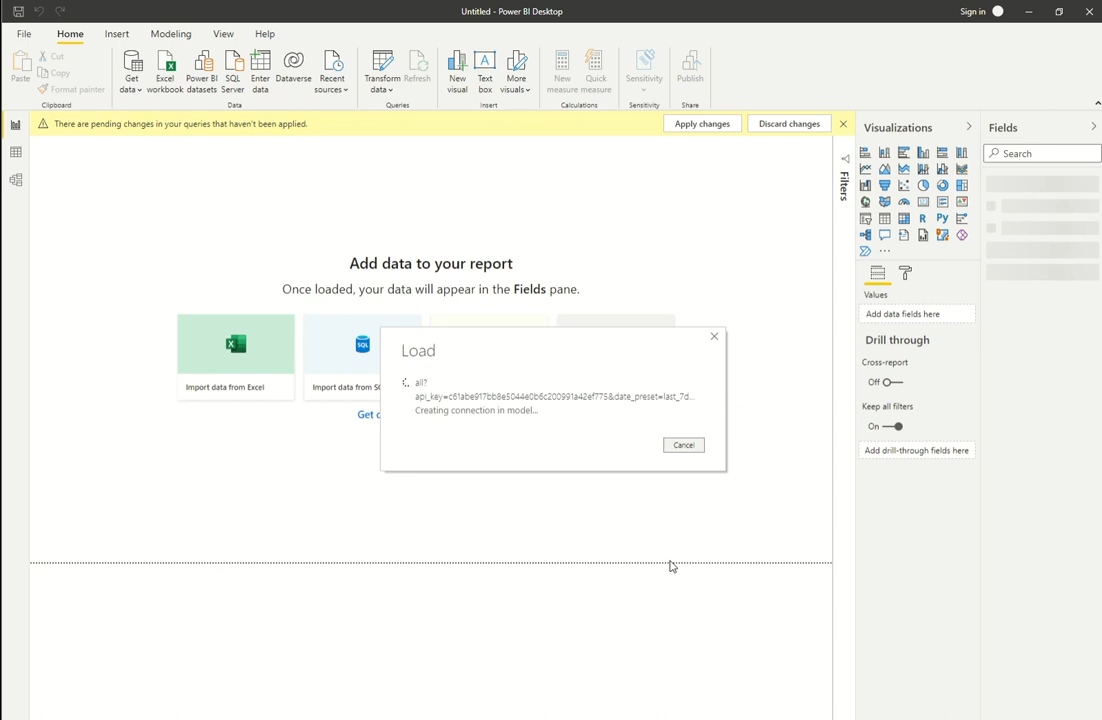 Untitled - Power BI Desktop
Sign in
File Home Insert Modeling View Help
Paste
Cut
Copy
Format painter
Clipboard
Get data
Excel workbook
Power BI datasets
SQL Server
Enter data
Dataverse
Recent sources
Data
Transform data
Refresh
Queries
New visual
Text box
More visuals
Insert
New measure
Quick measure
Calculations
Sensitivity
Sensitivity
Publish
Share
There are pending changes in your queries that haven't been applied.
Apply changes
Discard changes
Filters
Visualizations
R
Py
Values
Add data fields here
Drill through
Cross-report
Off
Keep all filters
On
Add drill-through fields here
Fields
Search
Add data to your report
Once loaded, your data will appear in the Fields pane.
Import data from Excel
SQL
Import data from
Get
Load
all?
api_key=c61abe917bb8e5044e0b6c200991a42ef775&date_preset=last_7d...
Creating connection in model...
Cancel